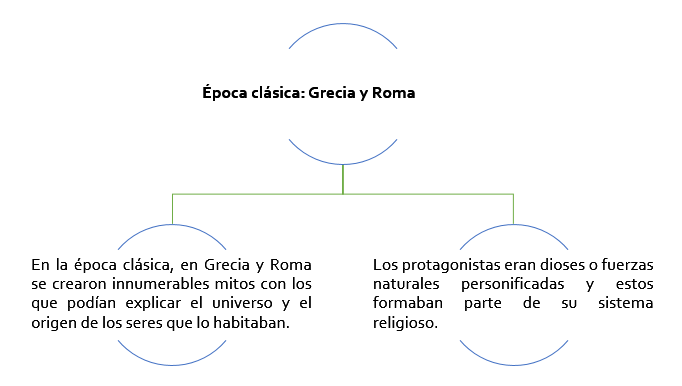 Época clásica: Grecia y Roma
En la época clásica, en Grecia y Roma
se crearon innumerables mitos con los
que podían explicar el universo y el
origen de los seres que lo habitaban.
Los protagonistas eran dioses o fuerzas
naturales personificadas y estos
formaban parte de su sistema
religioso.